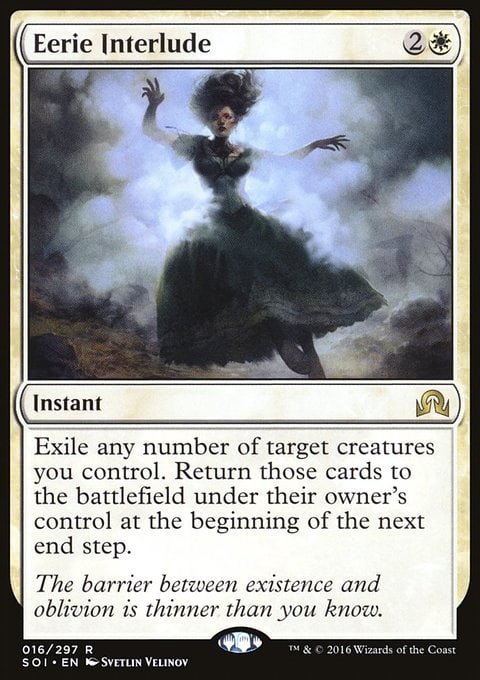 Eerie Interlude 2
Instant
Exile any number of target creatures
you control. Return those cards to
the battlefield under their owner's
control at the beginning of the next
end step.
The barrier between existence and
oblivion is thinner than you know.
016/297 R
SOI • EN Svetlin Velinov
™ & © 2016 Wizards of the Coast